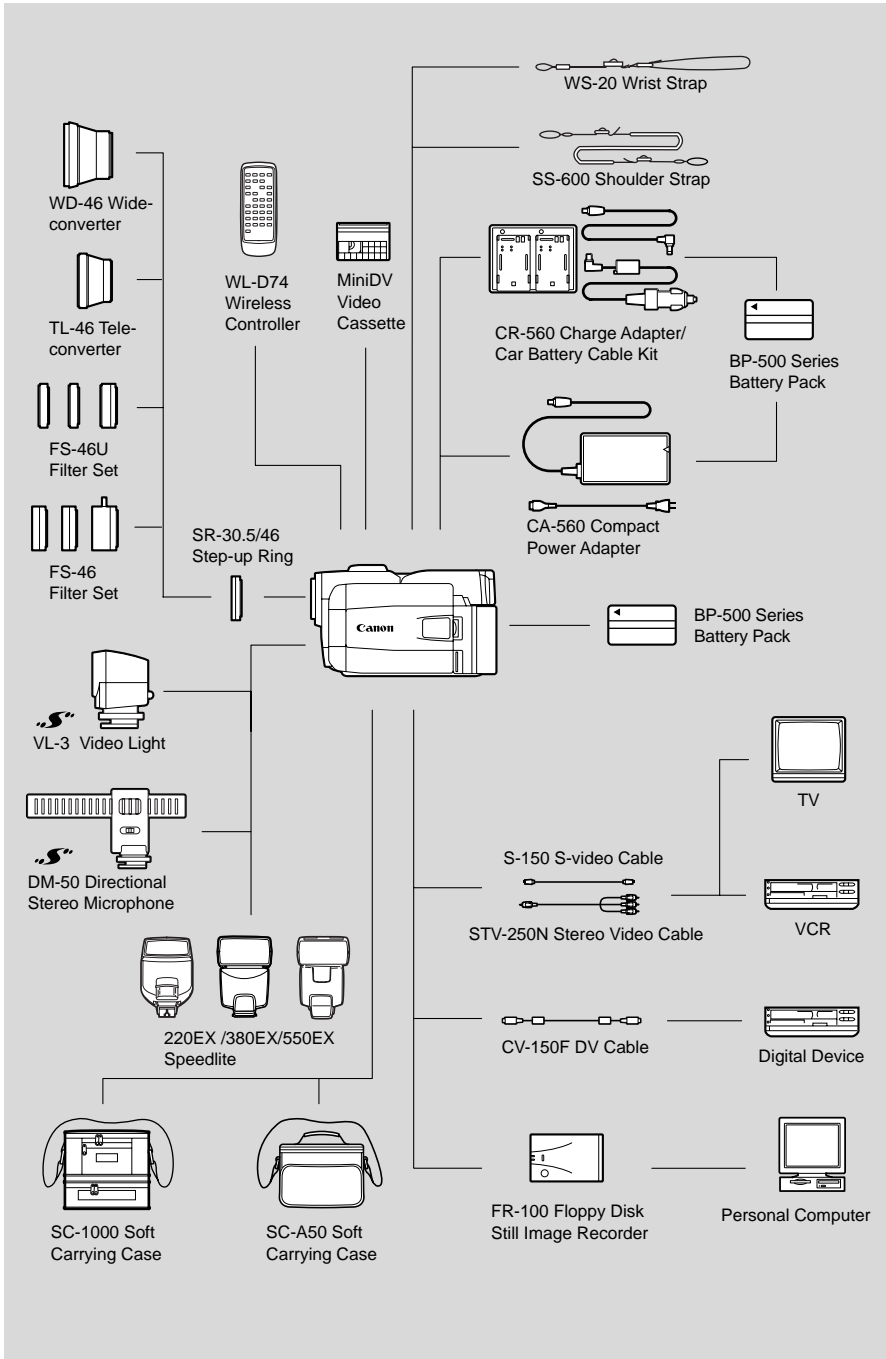 WS-20 Wrist Strap
SS-600 Shoulder Strap
WD-46 Wide-
converter
TL-46 Tele-
converter
FS-46U
Filter Set
FS-46
Filter Set
WL-D74
Wireless
Controller
MiniDV
Video
Cassette
CR-560 Charge Adapter/
Car Battery Cable Kit
BP-500 Series
Battery Pack
CA-560 Compact
Power Adapter
SR-30.5/46
Step-up Ring
Canon
BP-500 Series
Battery Pack
VL-3 Video Light
DM-50 Directional
Stereo Microphone
220EX /380EX/550EX
Speedlite
TV
S-150 S-video Cable
STV-250N Stereo Video Cable
VCR
CV-150F DV Cable
Digital Device
SC-1000 Soft
Carrying Case
SC-A50 Soft
Carrying Case
FR-100 Floppy Disk
Still Image Recorder
Personal Computer